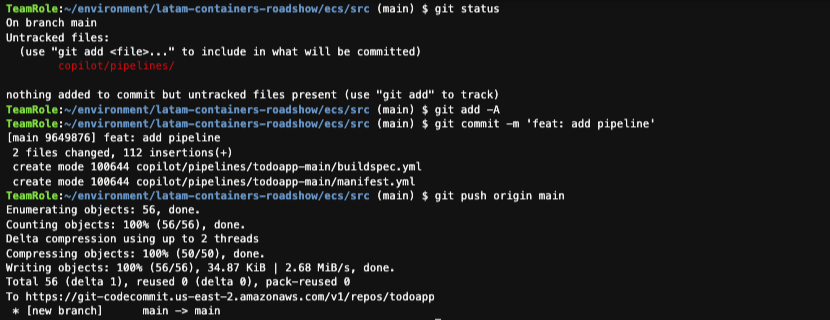 TeamRole:~/environment/latam-containers-roadshow/ecs/src (main) $ git status
On branch main
Untracked files:
  (use "git add <file>..." to include in what will be committed)
        copilot/pipelines/

nothing added to commit but untracked files present (use "git add" to track)
TeamRole:~/environment/latam-containers-roadshow/ecs/src (main) $ git add -A
TeamRole:~/environment/latam-containers-roadshow/ecs/src (main) $ git commit -m 'feat: add pipeline'
[main 9649876] feat: add pipeline
 2 files changed, 112 insertions(+)
 create mode 100644 copilot/pipelines/todoapp-main/buildspec.yml
 create mode 100644 copilot/pipelines/todoapp-main/manifest.yml
TeamRole:~/environment/latam-containers-roadshow/ecs/src (main) $ git push origin main
Enumerating objects: 56, done.
Counting objects: 100% (56/56), done.
Delta compression using up to 2 threads
Compressing objects: 100% (50/50), done.
Writing objects: 100% (56/56), 34.87 KiB | 2.68 MiB/s, done.
Total 56 (delta 1), reused 0 (delta 0), pack-reused 0
To https://git-codecommit.us-east-2.amazonaws.com/v1/repos/todoapp
 * [new branch]      main -> main